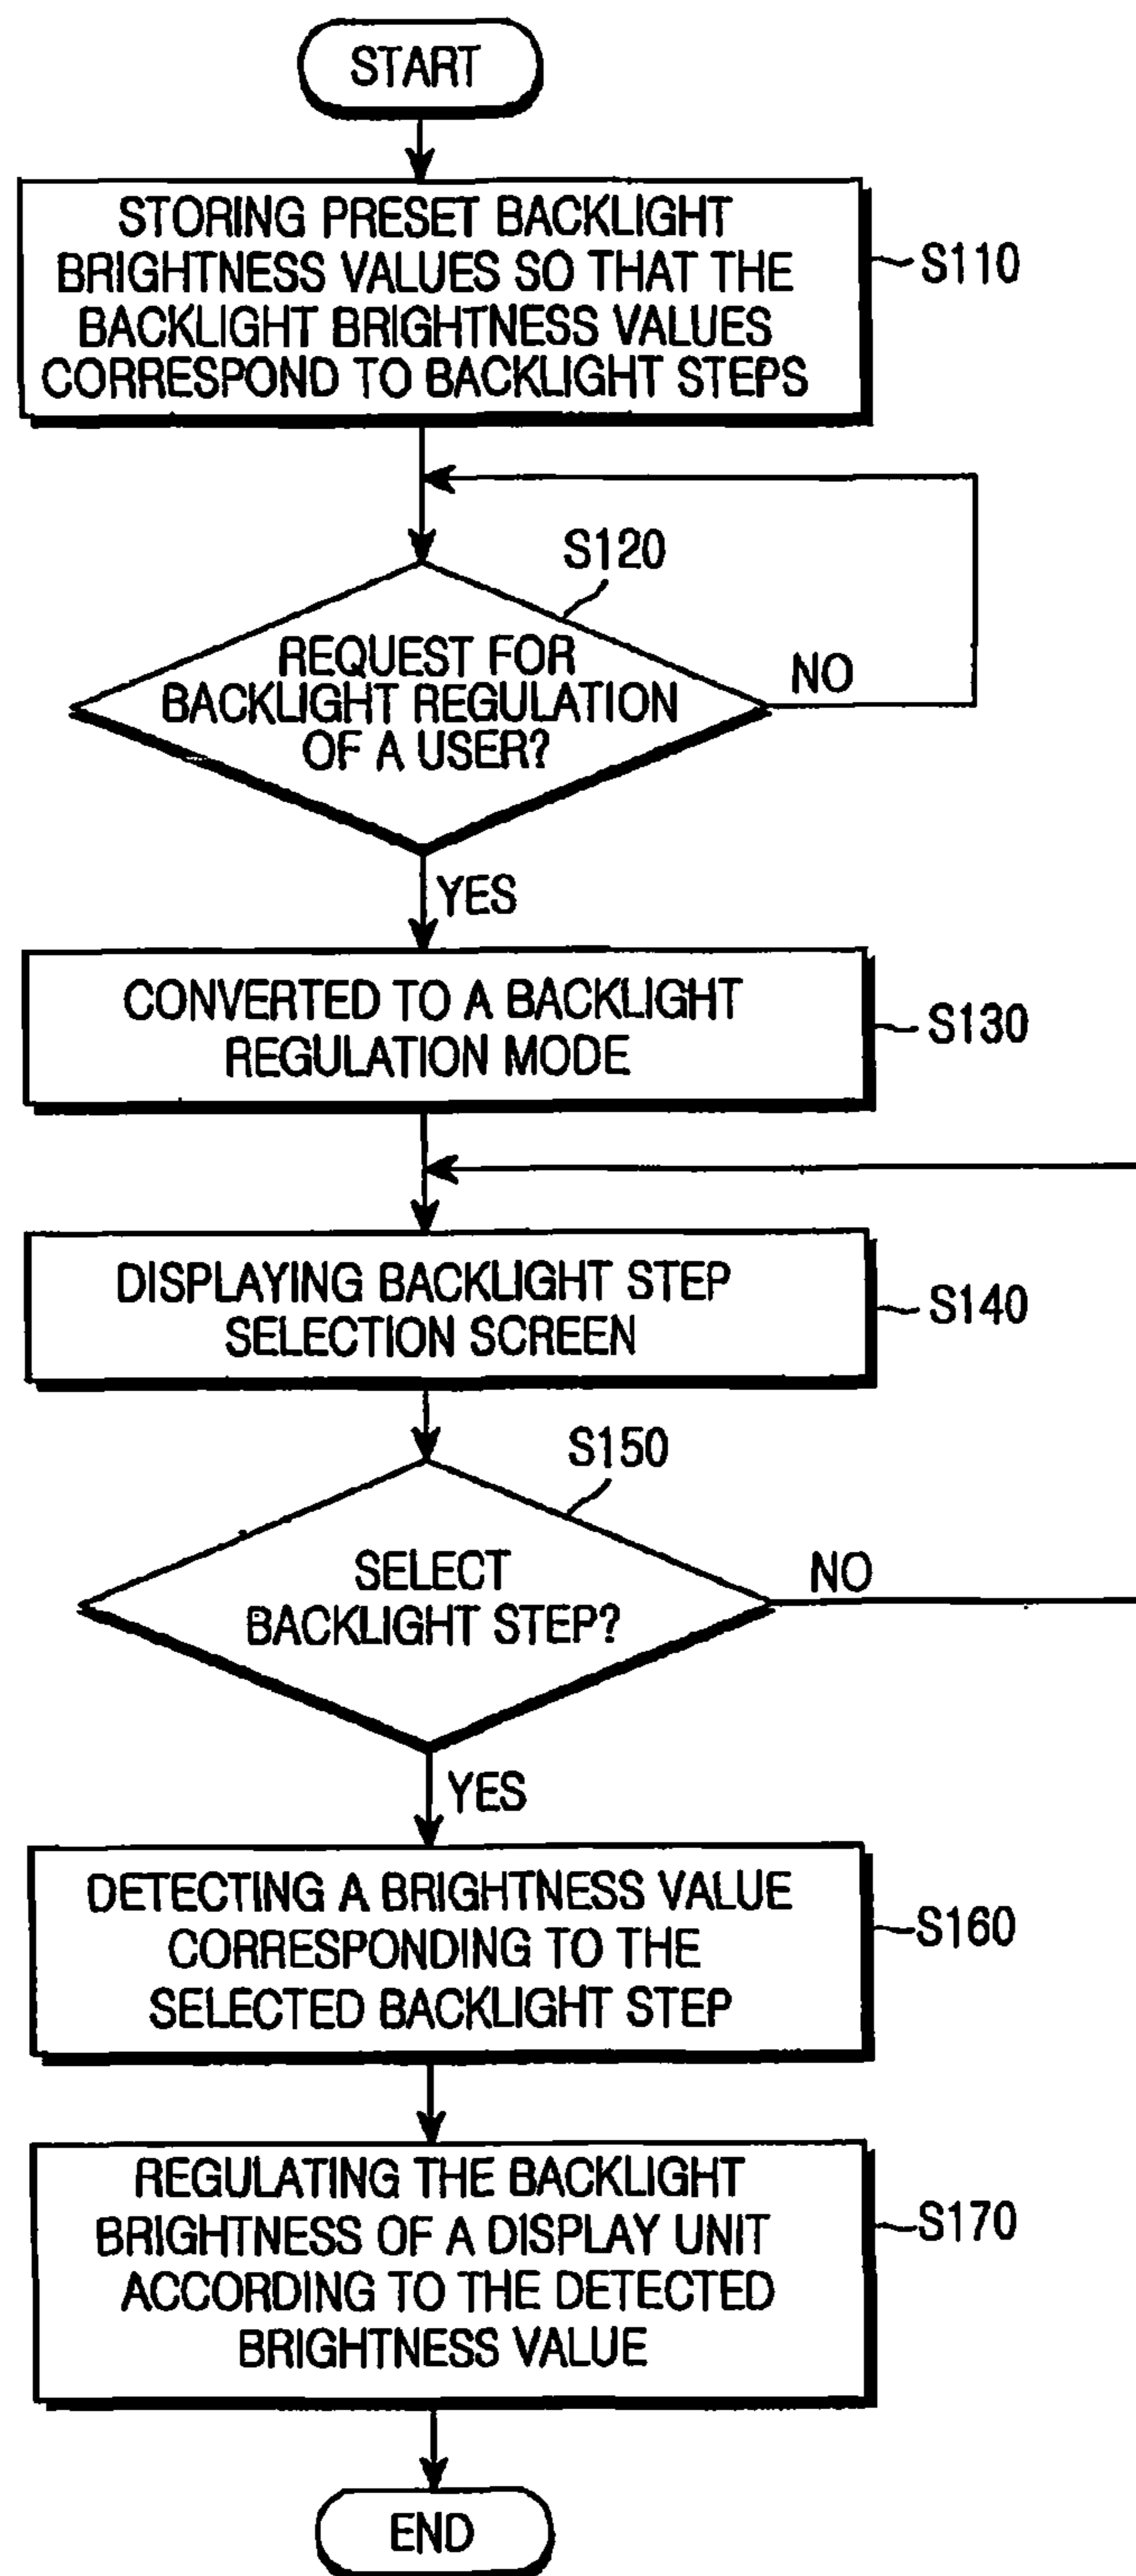 START
STORING PRESET BACKLIGHT
BRIGHTNESS VALUES SO THAT THE
BACKLIGHT BRIGHTNESS VALUES
CORRESPOND TO BACKLIGHT STEPS
S110
S120
REQUEST FOR
BACKLIGHT REGULATION
OF A USER?
NO
YES
CONVERTED TO A BACKLIGHT
REGULATION MODE
S130
DISPLAYING BACKLIGHT STEP
SELECTION SCREEN
S140
S150
SELECT
BACKLIGHT STEP?
NO
YES
DETECTING A BRIGHTNESS VALUE
CORRESPONDING TO THE
SELECTED BACKLIGHT STEP
S160
REGULATING THE BACKLIGHT
BRIGHTNESS OF A DISPLAY UNIT
ACCORDING TO THE DETECTED
BRIGHTNESS VALUE
S170
END